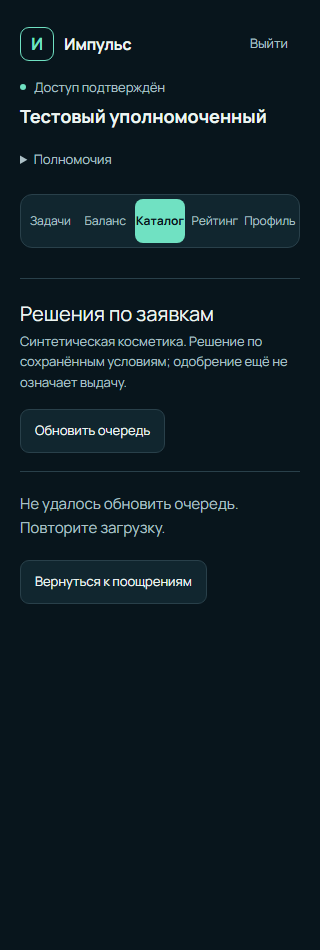 И Импульс Выйти
Доступ подтверждён
Тестовый уполномоченный
Полномочия
Задачи Баланс Каталог Рейтинг Профиль
Решения по заявкам
Синтетическая косметика. Решение по
сохранённым условиям; одобрение ещё не
означает выдачу.
Обновить очередь
Не удалось обновить очередь.
Повторите загрузку.
Вернуться к поощрениям